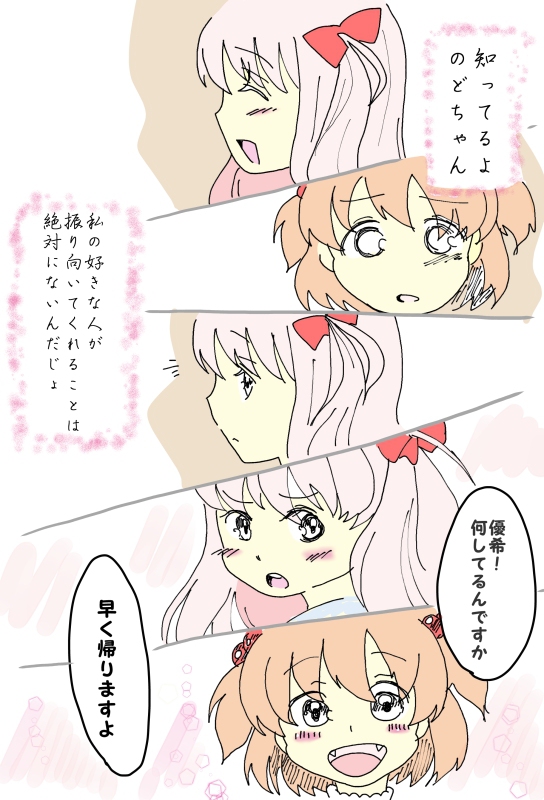 知ってるよ
のどちゃん
私の好きな人が
振り向いてくれることは
絶対にないんだじょ
優希！
何してるんですか
早く帰りますよ